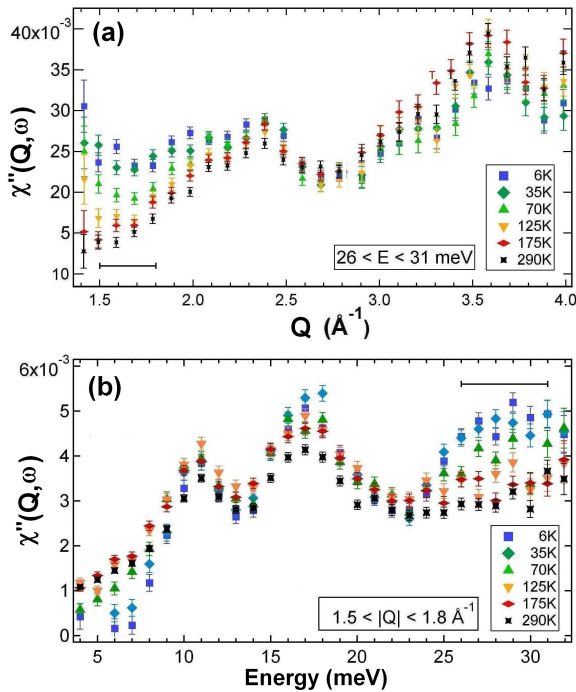 (a)
40x10⁻³
35
30
25
20
5
10
χ''(Q,ω)
6K
35K
70K
125K
175K
290K
26 < E < 31 meV
1.5 2.0 2.5 3.0 3.5 4.0
Q (Å⁻¹)
(b)
6x10⁻³
5
4
3
2
1
0
χ''(Q,ω)
6K
35K
70K
125K
175K
290K
1.5 < |Q| < 1.8 Å⁻¹
5 10 15 20 25 30
Energy (meV)